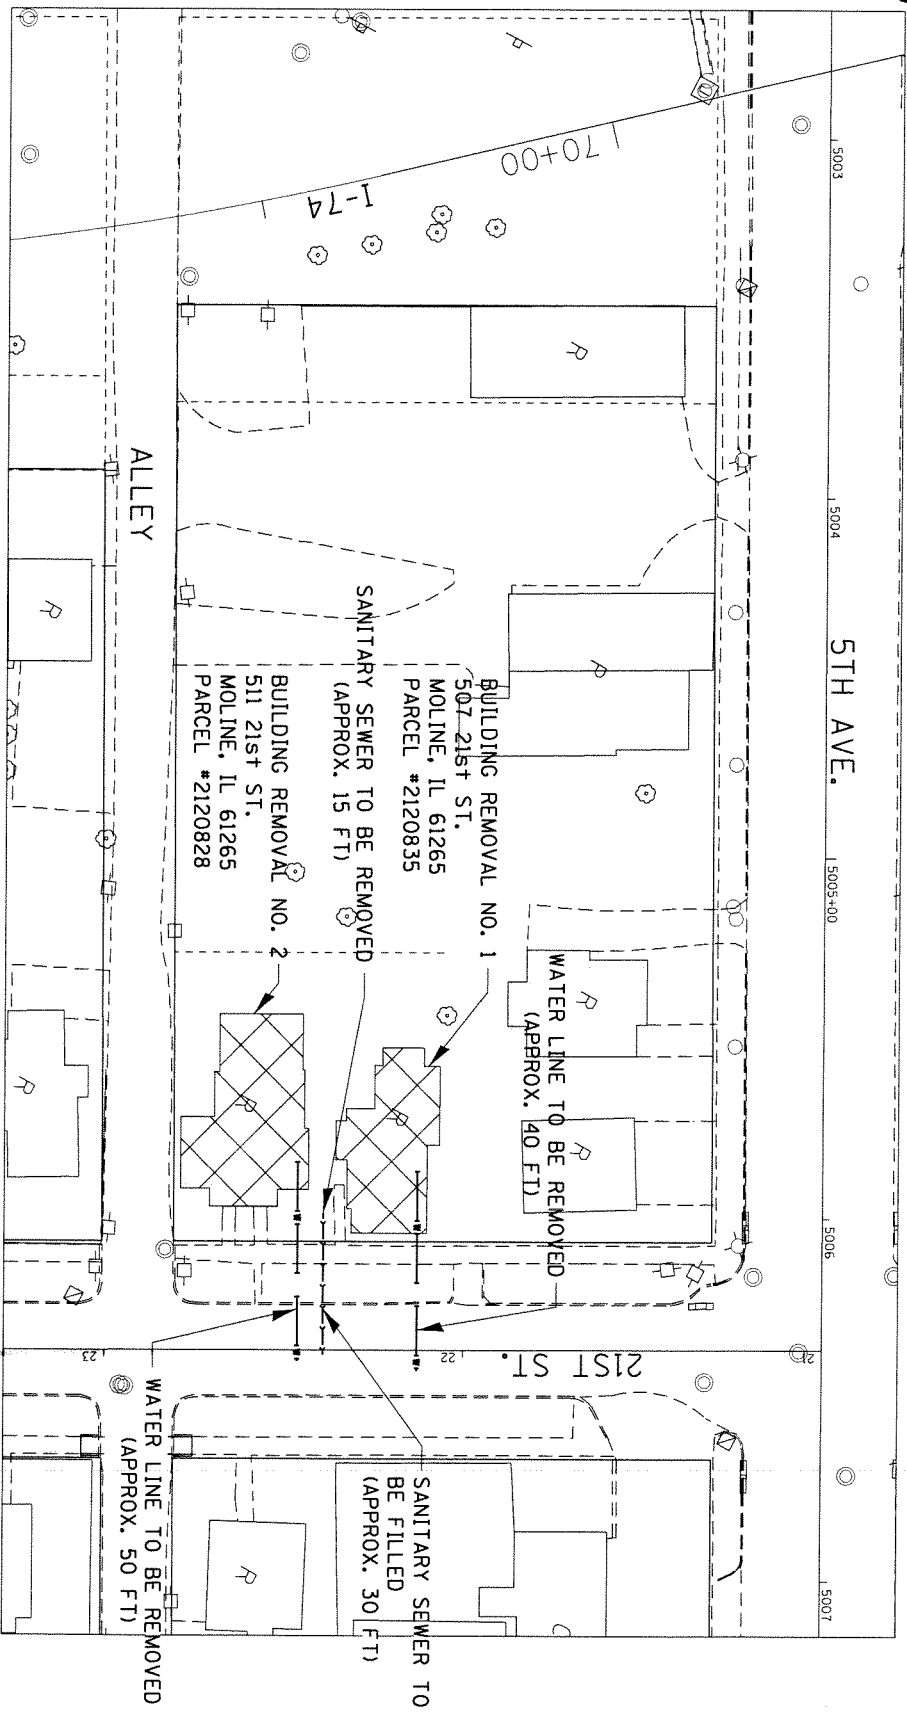 5TH AVE.
5003
5004
5005+00
5006
5007
70+00
I-74
ALLEY
BUILDING REMOVAL NO. 1
507 21st ST.
MOLINE, IL 61265
PARCEL #2120835
SANITARY SEWER TO BE REMOVED
(APPROX. 15 FT)
BUILDING REMOVAL NO. 2
511 21st ST.
MOLINE, IL 61265
PARCEL #2120828
WATER LINE TO BE REMOVED
(APPROX. 40 FT)
21ST ST.
21
22
23
SANITARY SEWER TO
BE FILLED
(APPROX. 30 FT)
WATER LINE TO BE REMOVED
(APPROX. 50 FT)
R
R
R
R
R
R
R
R
R
R
C
W
W
W
W